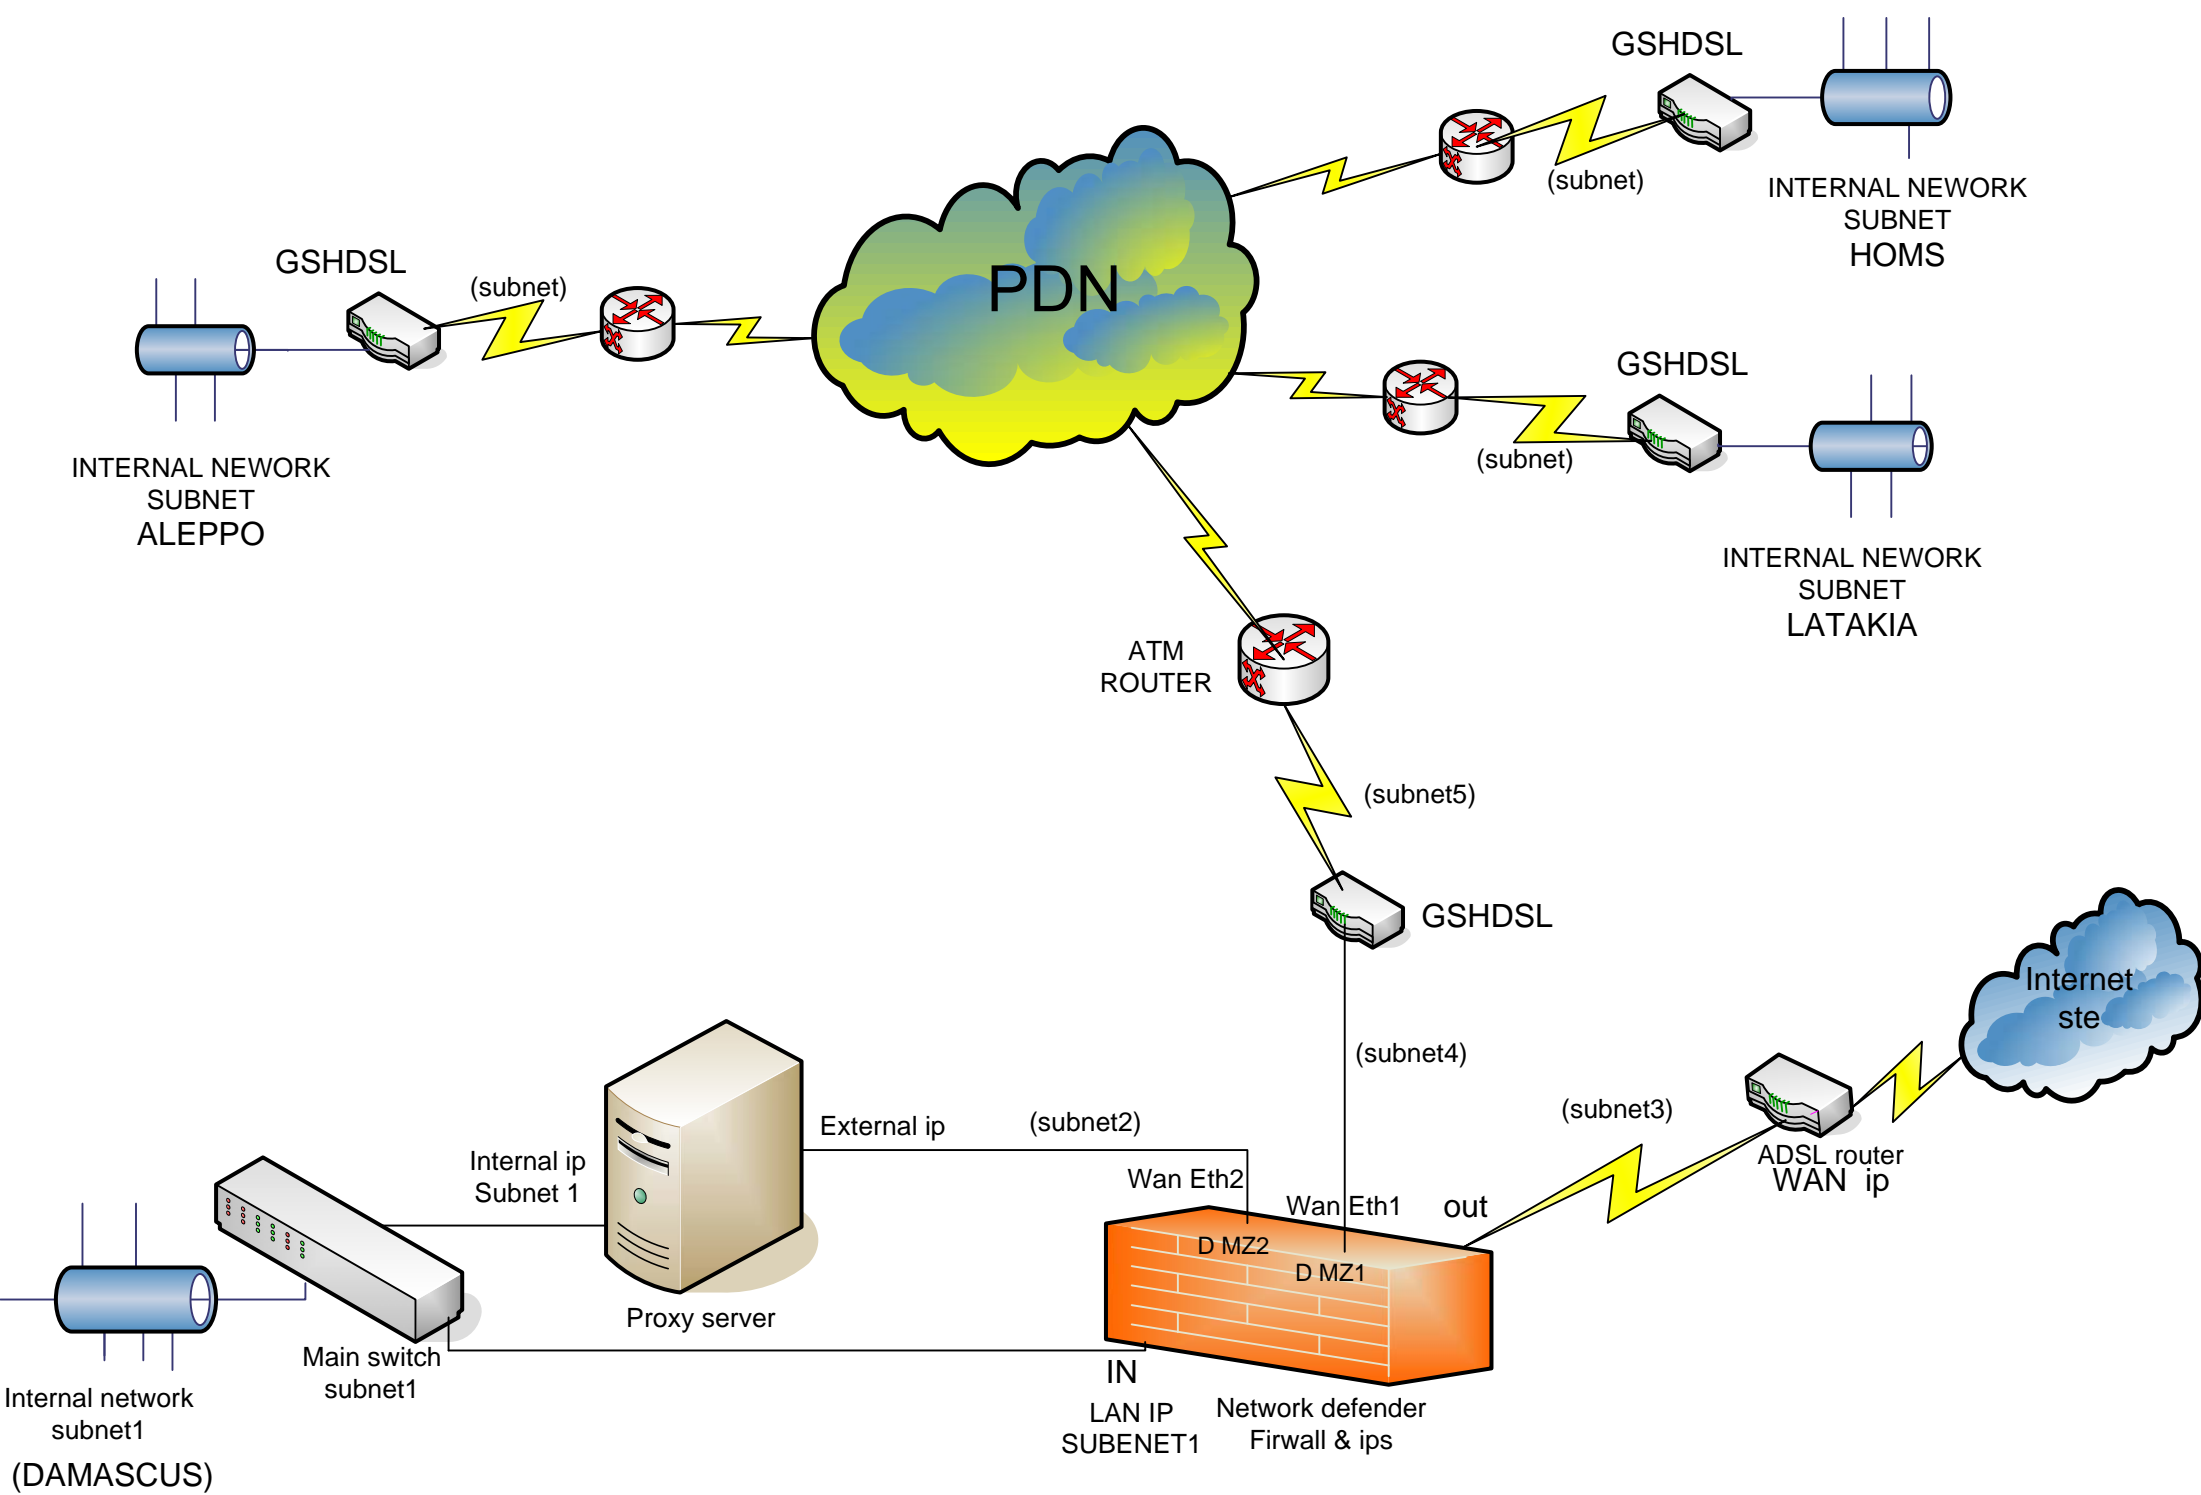 GSHDSL
(subnet)
INTERNAL NEWORK
SUBNET
HOMS
GSHDSL
(subnet)
PDN
INTERNAL NEWORK
SUBNET
ALEPPO
GSHDSL
(subnet)
INTERNAL NEWORK
SUBNET
LATAKIA
ATM
ROUTER
(subnet5)
GSHDSL
Internet
ste
(subnet4)
(subnet3)
ADSL router
WAN ip
External ip
(subnet2)
Internal ip
Subnet 1
Wan Eth2
Wan Eth1
out
D MZ2
D MZ1
Proxy server
Main switch
subnet1
IN
LAN IP
SUBENET1
Network defender
Firwall & ips
Internal network
subnet1
(DAMASCUS)